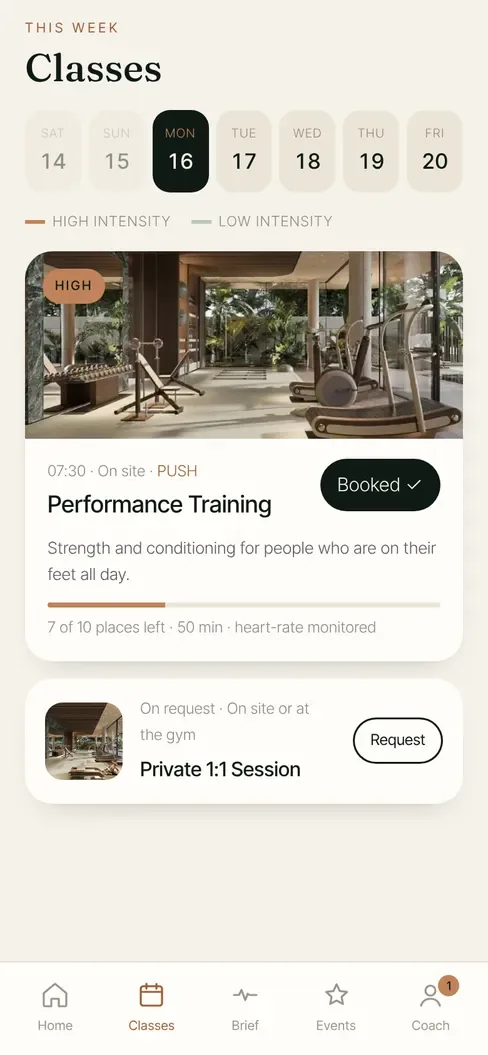 THIS WEEK
Classes
SAT SUN MON TUE WED THU FRI
14 15 16 17 18 19 20
HIGH INTENSITY LOW INTENSITY
HIGH
07:30 · On site · PUSH
Performance Training
Booked
Strength and conditioning for people who are on their
feet all day.
7 of 10 places left · 50 min · heart-rate monitored
On request · On site or at
the gym
Private 1:1 Session
Request
1
Home Classes Brief Events Coach